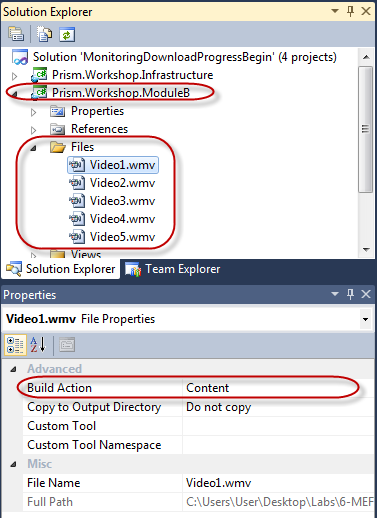 Solution Explorer
Solution 'MonitoringDownloadProgressBegin' (4 projects)
Prism.Workshop.Infrastructure
Prism.Workshop.ModuleB
Properties
References
Files
Video1.wmv
Video2.wmv
Video3.wmv
Video4.wmv
Video5.wmv
Views
Solution Explorer Team Explorer
Properties
Video1.wmv File Properties
Advanced
Build Action Content
Copy to Output Directory Do not copy
Custom Tool
Custom Tool Namespace
Misc
File Name Video1.wmv
Full Path C:\Users\User\Desktop\Labs\6-MEF